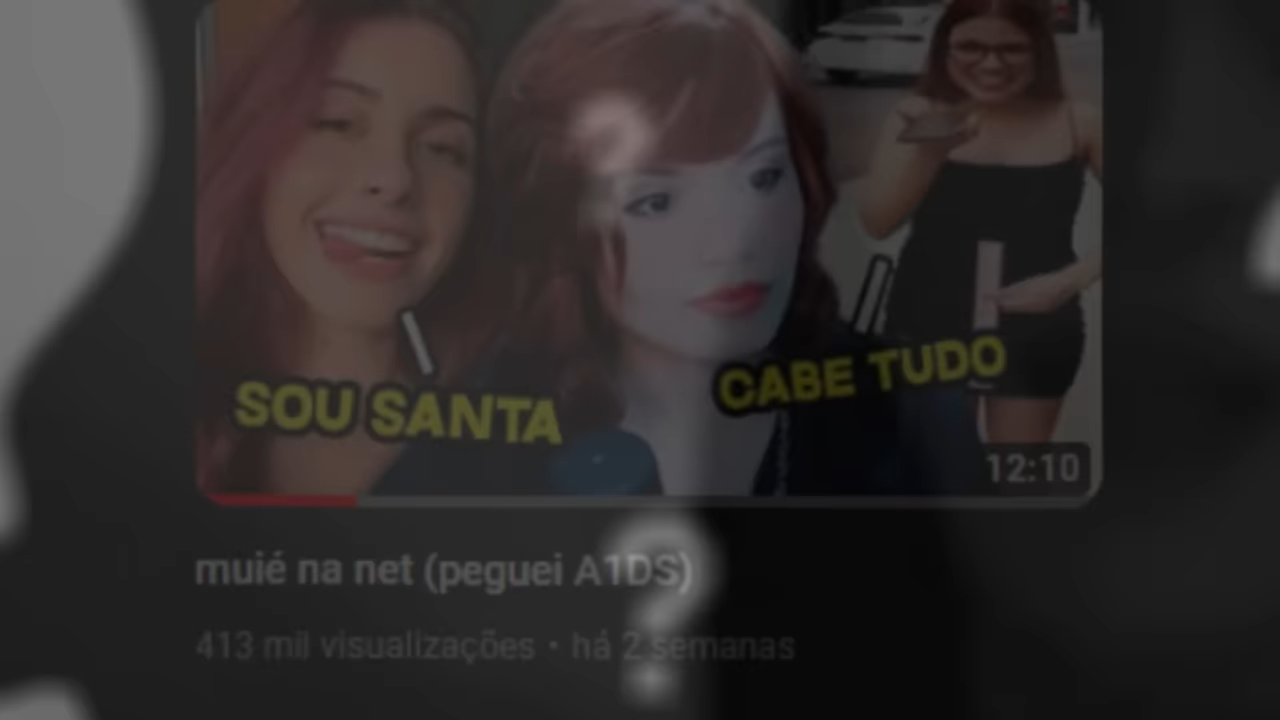 SOU SANTA
CABE TUDO
12:10
muié na net (peguei A1DS)
413 mil visualizações • há 2 semanas
?
?